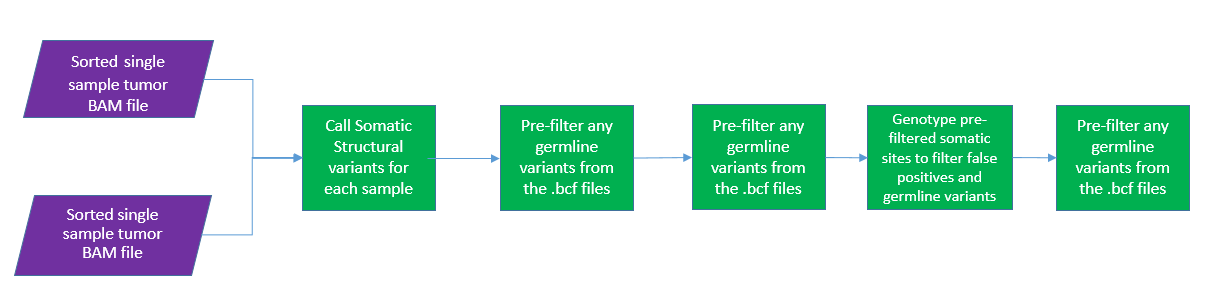 Sorted single
sample tumor
BAM file
Sorted single
sample tumor
BAM file
Call Somatic
Structural
variants for
each sample
Pre-filter any
germline
variants from
the .bcf files
Pre-filter any
germline
variants from
the .bcf files
Genotype pre-
filtered somatic
sites to filter false
positives and
germline variants
Pre-filter any
germline
variants from
the .bcf files